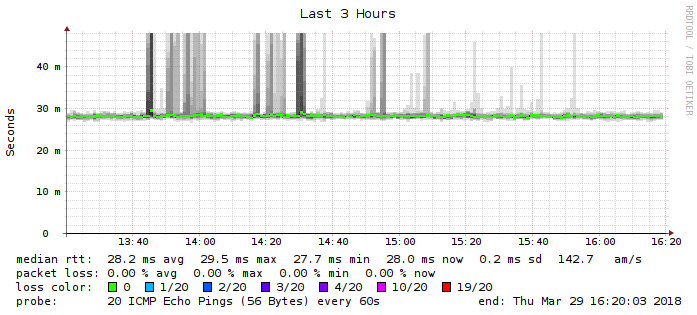 Last 3 Hours
RRDTOOL / TOBI OETIKER
Seconds
40 m
30 m
20 m
10 m
0
13:40 14:00 14:20 14:40 15:00 15:20 15:40 16:00 16:20
median rtt: 28.2 ms avg 29.5 ms max 27.7 ms min 28.0 ms now 0.2 ms sd 142.7 am/s
packet loss: 0.00 % avg 0.00 % max 0.00 % min 0.00 % now
loss color: 0 1/20 2/20 3/20 4/20 10/20 19/20
probe: 20 ICMP Echo Pings (56 Bytes) every 60s end: Thu Mar 29 16:20:03 2018